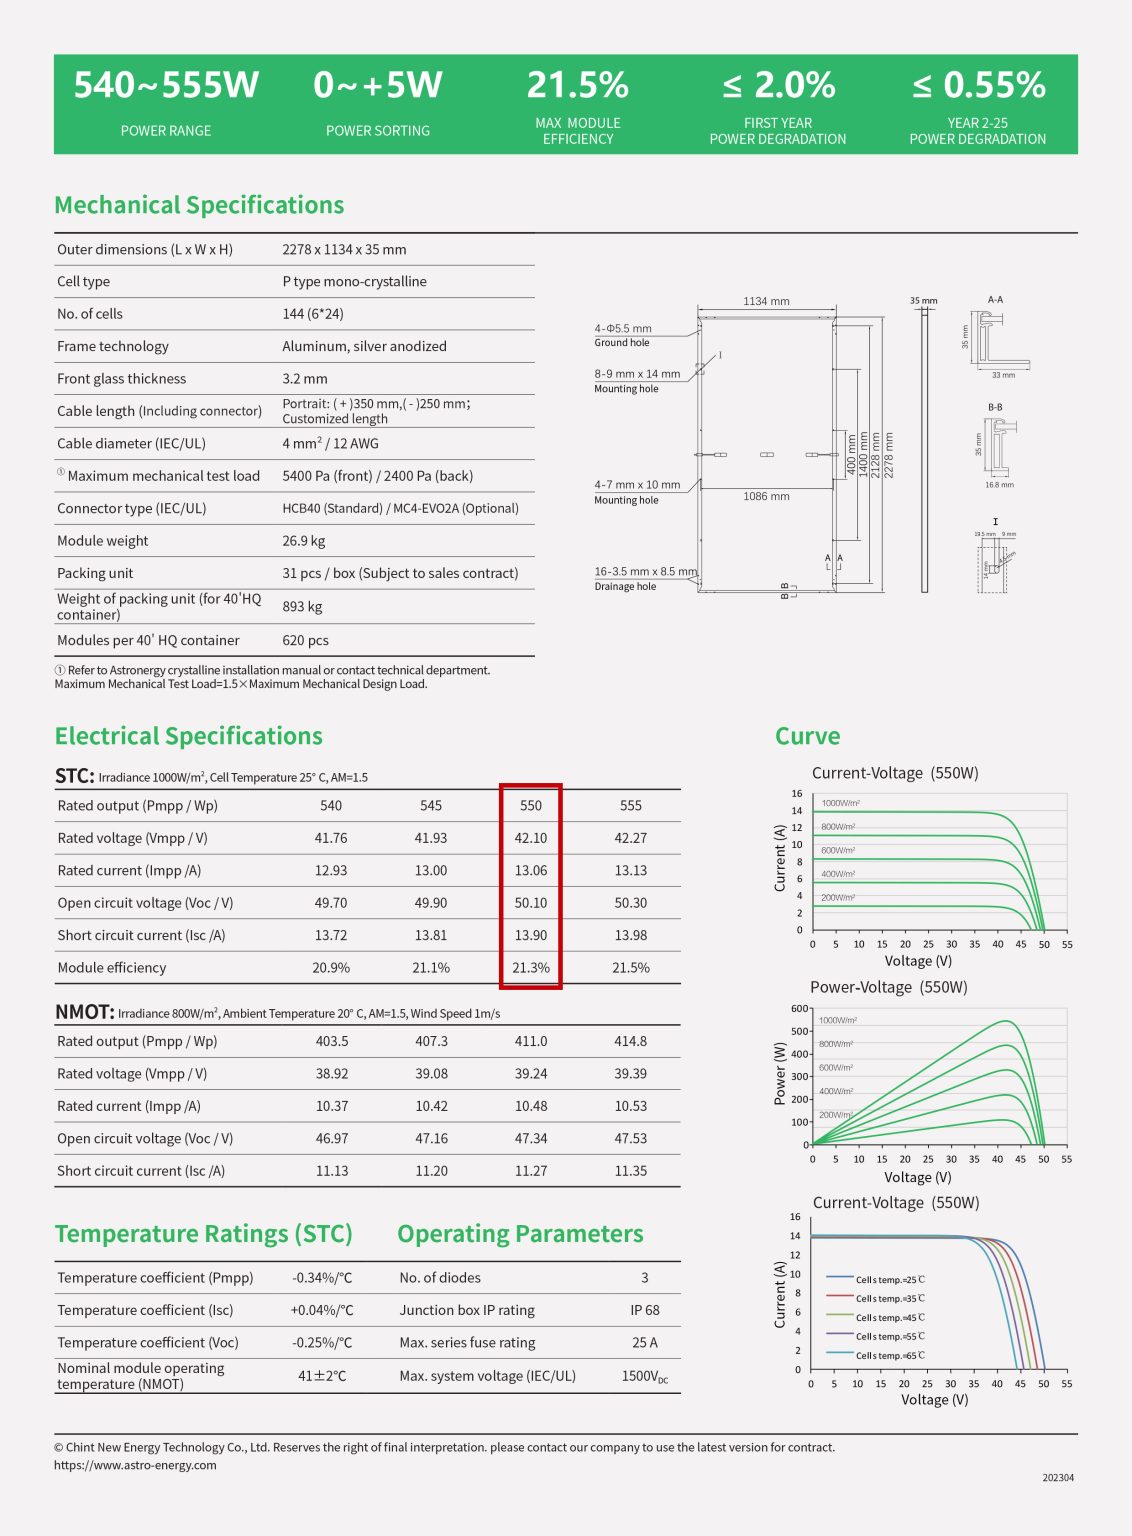 540~555W 0~+5W 21.5% ≤ 2.0% ≤ 0.55%
POWER RANGE POWER SORTING MAX MODULE EFFICIENCY FIRST YEAR POWER DEGRADATION YEAR 2-25 POWER DEGRADATION
Mechanical Specifications
Outer dimensions (L x W x H) 2278 x 1134 x 35 mm
Cell type P type mono-crystalline
No. of cells 144 (6*24)
Frame technology Aluminum, silver anodized
Front glass thickness 3.2 mm
Cable length (Including connector) Portrait: ( + )350 mm,( - )250 mm; Customized length
Cable diameter (IEC/UL) 4 mm² / 12 AWG
① Maximum mechanical test load 5400 Pa (front) / 2400 Pa (back)
Connector type (IEC/UL) HCB40 (Standard) / MC4-EVO2A (Optional)
Module weight 26.9 kg
Packing unit 31 pcs / box (Subject to sales contract)
Weight of packing unit (for 40'HQ container) 893 kg
Modules per 40' HQ container 620 pcs
① Refer to Astronergy crystalline installation manual or contact technical department.
Maximum Mechanical Test Load=1.5×Maximum Mechanical Design Load.
1134 mm
4-Φ5.5 mm
Ground hole
8-9 mm x 14 mm
Mounting hole
I
4-7 mm x 10 mm
Mounting hole
1086 mm
16-3.5 mm x 8.5 mm
Drainage hole
400 mm
1400 mm
2128 mm
2278 mm
A A
B B
35 mm
A-A
35 mm
33 mm
B-B
35 mm
16.8 mm
I
19.5 mm 9 mm
14 mm
Electrical Specifications
STC: Irradiance 1000W/m², Cell Temperature 25° C, AM=1.5
Rated output (Pmpp / Wp) 540 545 550 555
Rated voltage (Vmpp / V) 41.76 41.93 42.10 42.27
Rated current (Impp /A) 12.93 13.00 13.06 13.13
Open circuit voltage (Voc / V) 49.70 49.90 50.10 50.30
Short circuit current (Isc /A) 13.72 13.81 13.90 13.98
Module efficiency 20.9% 21.1% 21.3% 21.5%
NMOT: Irradiance 800W/m², Ambient Temperature 20° C, AM=1.5, Wind Speed 1m/s
Rated output (Pmpp / Wp) 403.5 407.3 411.0 414.8
Rated voltage (Vmpp / V) 38.92 39.08 39.24 39.39
Rated current (Impp /A) 10.37 10.42 10.48 10.53
Open circuit voltage (Voc / V) 46.97 47.16 47.34 47.53
Short circuit current (Isc /A) 11.13 11.20 11.27 11.35
Temperature Ratings (STC)
Temperature coefficient (Pmpp) -0.34%/°C
Temperature coefficient (Isc) +0.04%/°C
Temperature coefficient (Voc) -0.25%/°C
Nominal module operating temperature (NMOT) 41±2°C
Operating Parameters
No. of diodes 3
Junction box IP rating IP 68
Max. series fuse rating 25 A
Max. system voltage (IEC/UL) 1500VDC
Curve
Current-Voltage (550W)
Current (A)
16
14
12
10
8
6
4
2
0
1000W/m²
800W/m²
600W/m²
400W/m²
200W/m²
0 5 10 15 20 25 30 35 40 45 50 55
Voltage (V)
Power-Voltage (550W)
Power (W)
600
500
400
300
200
100
0
1000W/m²
800W/m²
600W/m²
400W/m²
200W/m²
0 5 10 15 20 25 30 35 40 45 50 55
Voltage (V)
Current-Voltage (550W)
Current (A)
16
14
12
10
8
6
4
2
0
Cells temp.=25℃
Cells temp.=35℃
Cells temp.=45℃
Cells temp.=55℃
Cells temp.=65℃
0 5 10 15 20 25 30 35 40 45 50 55
Voltage (V)
© Chint New Energy Technology Co., Ltd. Reserves the right of final interpretation. please contact our company to use the latest version for contract.
https://www.astro-energy.com
202304